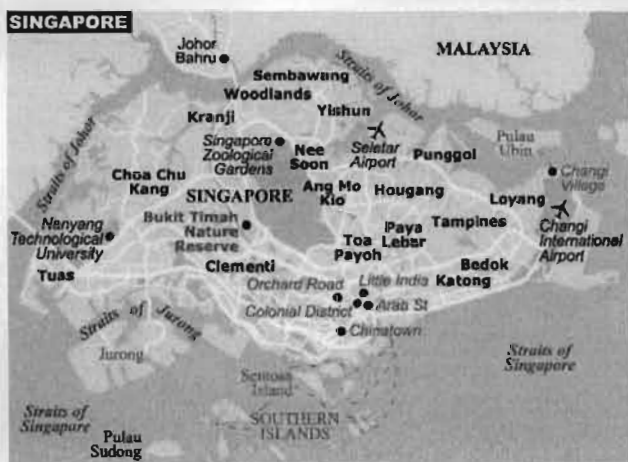 SINGAPORE
Johor
Bahru
MALAYSIA
Sembawang
Woodlands
Straits of Johor
Kranji
Yishun
Singapore
Zoological
Gardens
Nee
Soon
Seletar
Airport
Punggol
Pulau
Ubin
Changi
Village
Straits of Johor
Choa Chu
Kang
SINGAPORE
Ang Mo
Kio
Hougang
Loyang
Nanyang
Technological
University
Bukit Timah
Nature
Reserve
Toa
Payoh
Paya
Lebar
Tampines
Changi
International
Airport
Tuas
Clementi
Orchard Road
Little India
Bedok
Katong
Colonial District
Arab St
Chinatown
Straits of
Jurong
Jurong
Sentosa
Island
Straits of
Singapore
SOUTHERN
ISLANDS
Straits of
Singapore
Pulau
Sudong